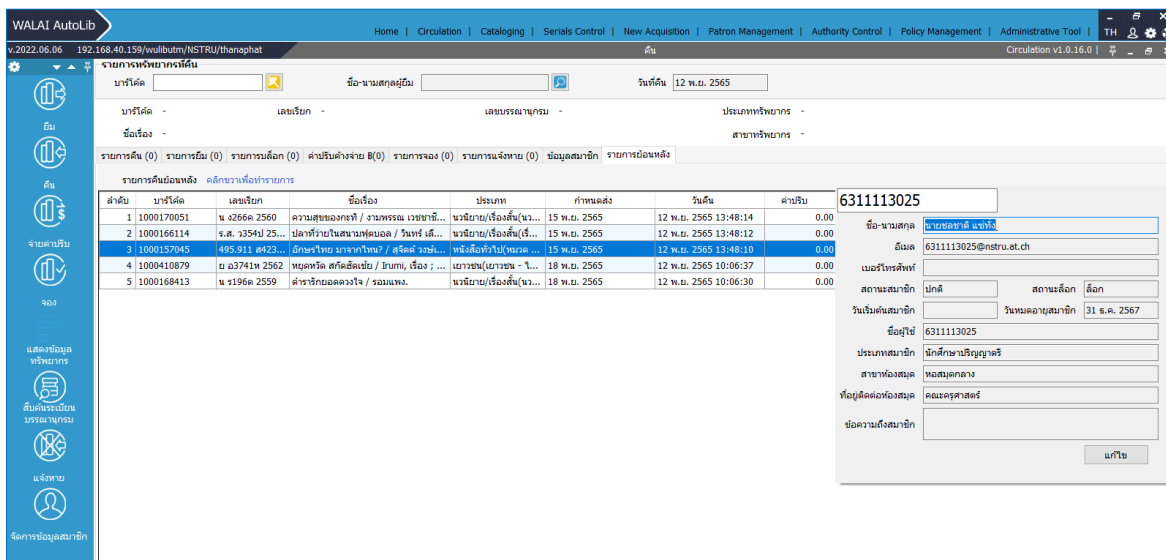 WALAI AutoLib
Home | Circulation | Cataloging | Serials Control | New Acquisition | Patron Management | Authority Control | Policy Management | Administrative Tool | TH
v.2022.06.06 192.168.40.159/wulibutm/NSTRU/thanaphat คืน Circulation v1.0.16.0 |
รายการทรัพยากรที่คืน
บาร์โค้ด ชื่อ-นามสกุลผู้ยืม วันที่คืน 12 พ.ย. 2565
บาร์โค้ด - เลขเรียก - เลขบรรณานุกรม - ประเภททรัพยากร -
ชื่อเรื่อง - สาขาทรัพยากร -
รายการคืน (0) รายการยืม (0) รายการบล็อก (0) ค่าปรับค้างจ่าย B(0) รายการจอง (0) รายการแจ้งหาย (0) ข้อมูลสมาชิก รายการย้อนหลัง
รายการคืนย้อนหลัง คลิกขวาเพื่อทำรายการ
ลำดับ บาร์โค้ด เลขเรียก ชื่อเรื่อง ประเภท กำหนดส่ง วันคืน ค่าปรับ
1 1000170051 น ง266ค 2560 ความสุขของกะทิ / งามพรรณ เวชชาชี... นวนิยาย/เรื่องสั้น(นว... 15 พ.ย. 2565 12 พ.ย. 2565 13:48:14 0.00
2 1000166114 ร.ส. ว354ป 25... ปลาที่ว่ายในสนามฟุตบอล / วินทร์ เลี... นวนิยาย/เรื่องสั้น(เรื่... 15 พ.ย. 2565 12 พ.ย. 2565 13:48:12 0.00
3 1000157045 495.911 ส423... อักษรไทย มาจากไหน? / สุจิตต์ วงษ์เ... หนังสือทั่วไป(หมวด ... 15 พ.ย. 2565 12 พ.ย. 2565 13:48:10 0.00
4 1000410879 ย อ3741ห 2562 หยุดหวัด สกัดฮัดเช้ย / Irumi, เรื่อง ; ... เยาวชน(เยาวชน - 18 พ.ย. 2565 12 พ.ย. 2565 10:06:37 0.00
5 1000168413 น ร196ต 2559 ตำรารักยอดดวงใจ / รอมแพง. นวนิยาย/เรื่องสั้น(นว... 18 พ.ย. 2565 12 พ.ย. 2565 10:06:30 0.00
6311113025
ชื่อ-นามสกุล นายชลชาติ แซ่ทั้ง
อีเมล 6311113025@nstru.at.ch
เบอร์โทรศัพท์
สถานะสมาชิก ปกติ สถานะล็อก ล็อก
วันเริ่มต้นสมาชิก วันหมดอายุสมาชิก 31 ธ.ค. 2567
ชื่อผู้ใช้ 6311113025
ประเภทสมาชิก นักศึกษาปริญญาตรี
สาขาห้องสมุด หอสมุดกลาง
ที่อยู่ติดต่อห้องสมุด คณะครุศาสตร์
ข้อความถึงสมาชิก
แก้ไข
ยืม
คืน
จ่ายค่าปรับ
จอง
แสดงข้อมูล
ทรัพยากร
สืบค้นระเบียน
บรรณานุกรม
แจ้งหาย
จัดการข้อมูลสมาชิก